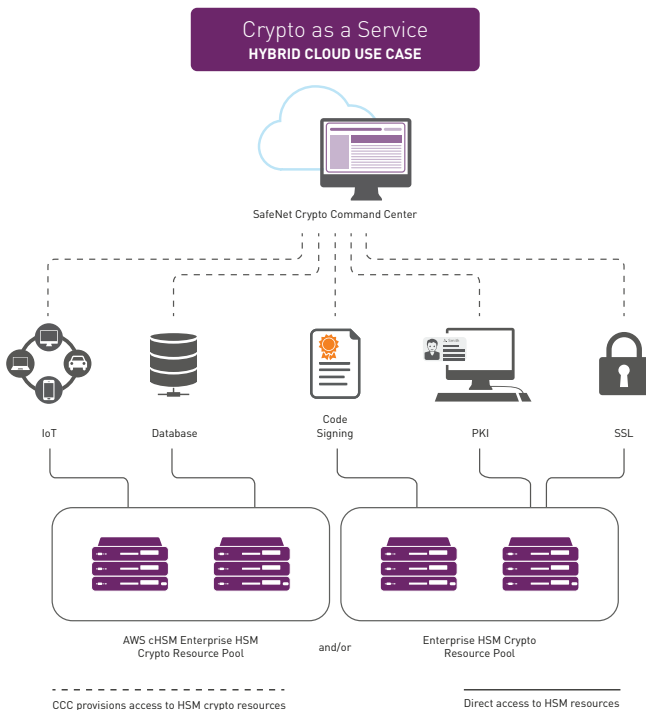 Crypto as a Service
HYBRID CLOUD USE CASE
SafeNet Crypto Command Center
IoT
Database
Code
Signing
PKI
SSL
AWS cHSM Enterprise HSM
Crypto Resource Pool
and/or
Enterprise HSM Crypto
Resource Pool
CCC provisions access to HSM crypto resources
Direct access to HSM resources